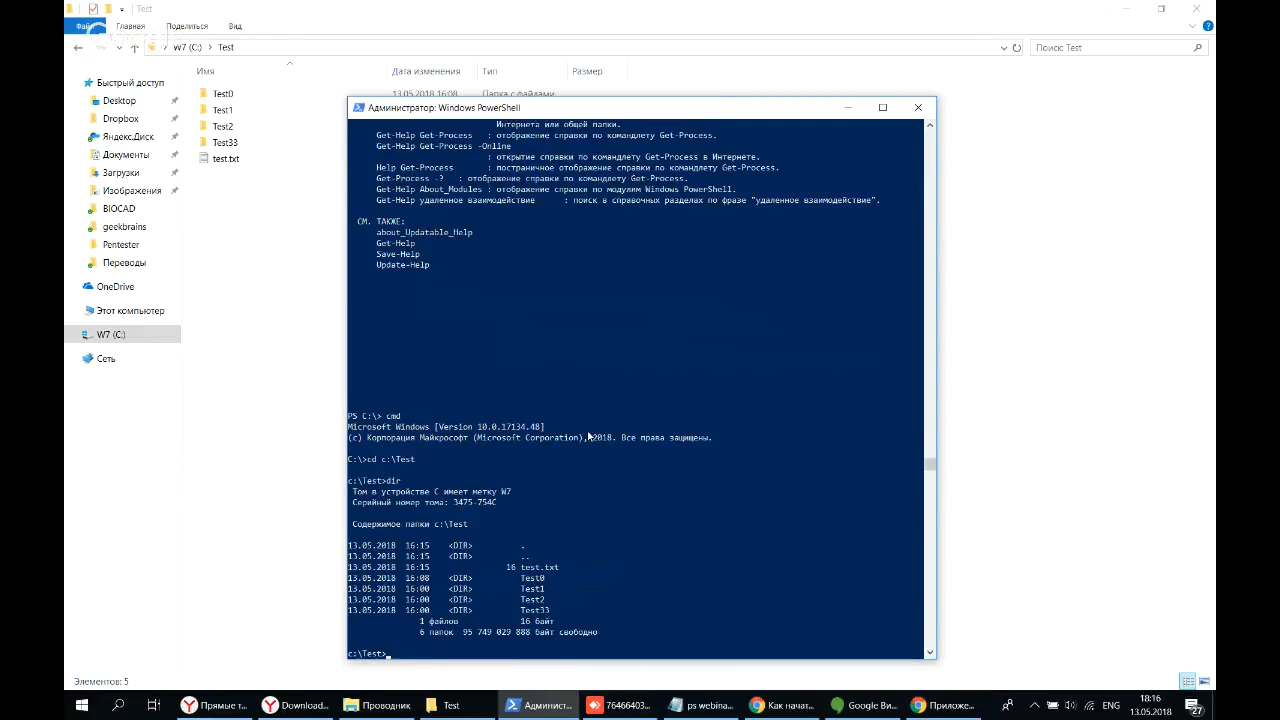 Test
Файл Главная Поделиться Вид
W7 (C:) Test
Поиск: Test
Имя Дата изменения Тип Размер
Быстрый доступ
Desktop
Dropbox
Яндекс.Диск
Документы
Загрузки
Изображения
BIOCAD
geekbrains
Pentester
Переводы
OneDrive
Этот компьютер
W7 (C:)
Сеть
Test0 13.05.2018 16:08 Папка с файлами
Test1
Test2
Test33
test.txt
Администратор: Windows PowerShell
Интернета или общей папки.
Get-Help Get-Process : отображение справки по командлету Get-Process.
Get-Help Get-Process -Online
: открытие справки по командлету Get-Process в Интернете.
Help Get-Process : постраничное отображение справки по командлету Get-Process.
Get-Process -? : отображение справки по командлету Get-Process.
Get-Help About_Modules : отображение справки по модулям Windows PowerShell.
Get-Help удаленное взаимодействие : поиск в справочных разделах по фразе "удаленное взаимодействие".
СМ. ТАКЖЕ:
about_Updatable_Help
Get-Help
Save-Help
Update-Help
PS C:\> cmd
Microsoft Windows [Version 10.0.17134.48]
(c) Корпорация Майкрософт (Microsoft Corporation), 2018. Все права защищены.
C:\>cd c:\Test
c:\Test>dir
Том в устройстве C имеет метку W7
Серийный номер тома: 3475-754C
Содержимое папки c:\Test
13.05.2018 16:15 <DIR> .
13.05.2018 16:15 <DIR> ..
13.05.2018 16:15 16 test.txt
13.05.2018 16:08 <DIR> Test0
13.05.2018 16:00 <DIR> Test1
13.05.2018 16:00 <DIR> Test2
13.05.2018 16:00 <DIR> Test33
1 файлов 16 байт
6 папок 95 749 029 888 байт свободно
c:\Test>
Элементов: 5
Прямые т... Download... Проводник Test Админист... 76466403... ps webina... Как начат... Google Ви... Приложе... ENG 18:16
13.05.2018 27